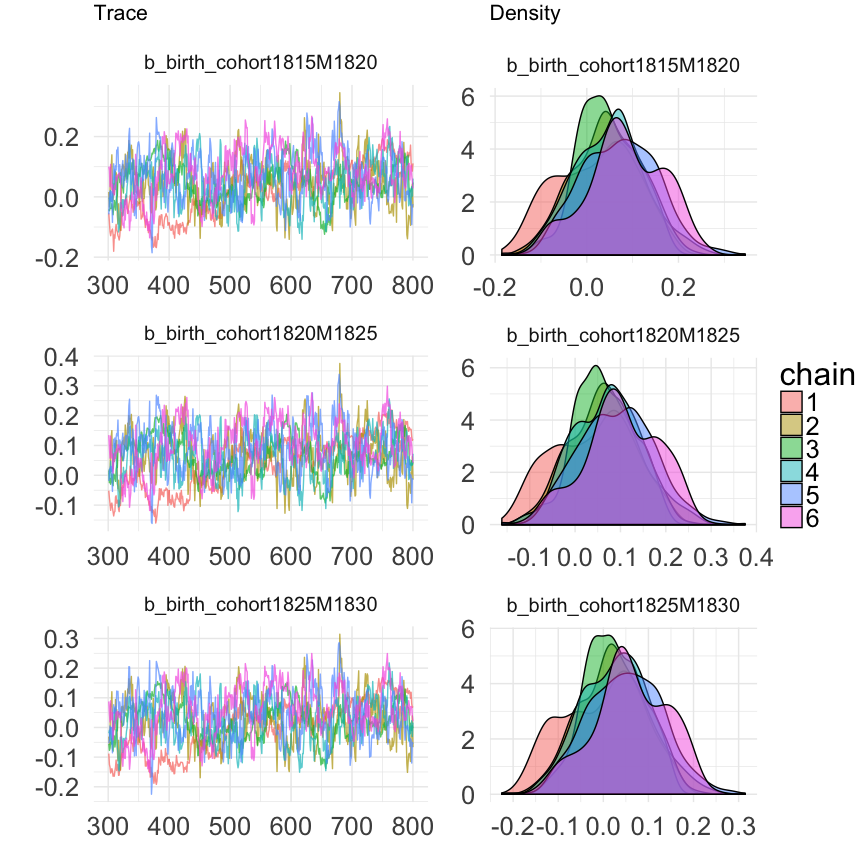 Trace
Density
b_birth_cohort1815M1820
b_birth_cohort1815M1820
0.2
0.0
-0.2
300 400 500 600 700 800
6
4
2
0
-0.2 0.0 0.2
b_birth_cohort1820M1825
b_birth_cohort1820M1825
0.4
0.3
0.2
0.1
0.0
-0.1
300 400 500 600 700 800
6
4
2
0
-0.1 0.0 0.1 0.2 0.3 0.4
chain
1
2
3
4
5
6
b_birth_cohort1825M1830
b_birth_cohort1825M1830
0.3
0.2
0.1
0.0
-0.1
-0.2
300 400 500 600 700 800
6
4
2
0
-0.2 -0.1 0.0 0.1 0.2 0.3